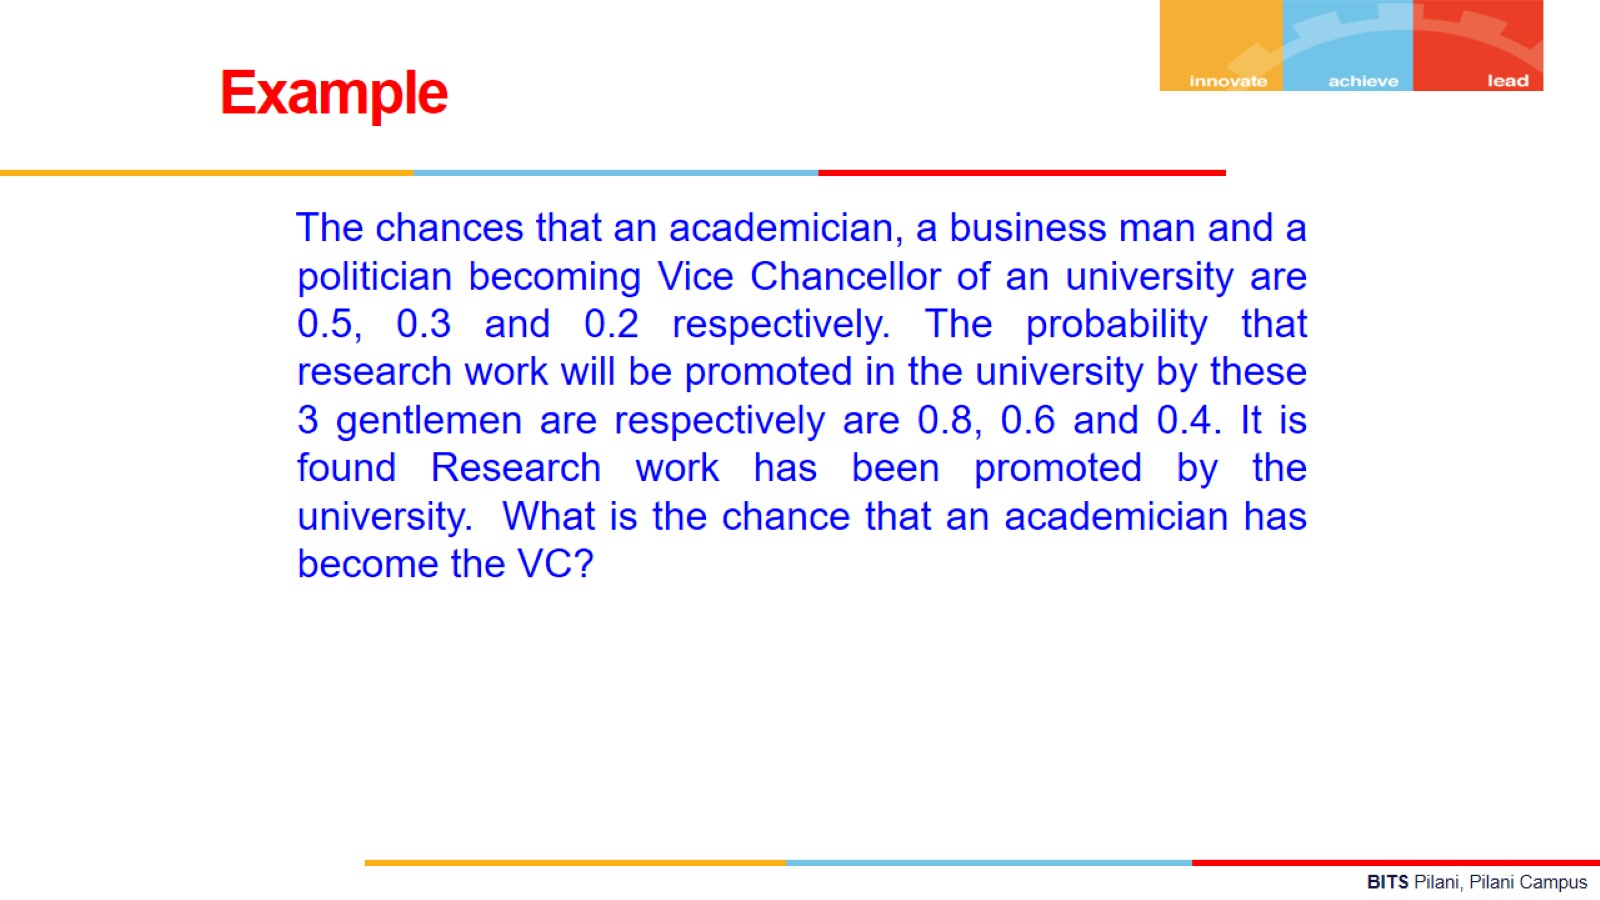 innovate achieve lead
Example
The chances that an academician, a business man and a
politician becoming Vice Chancellor of an university are
0.5, 0.3 and 0.2 respectively. The probability that
research work will be promoted in the university by these
3 gentlemen are respectively are 0.8, 0.6 and 0.4. It is
found Research work has been promoted by the
university. What is the chance that an academician has
become the VC?
BITS Pilani, Pilani Campus